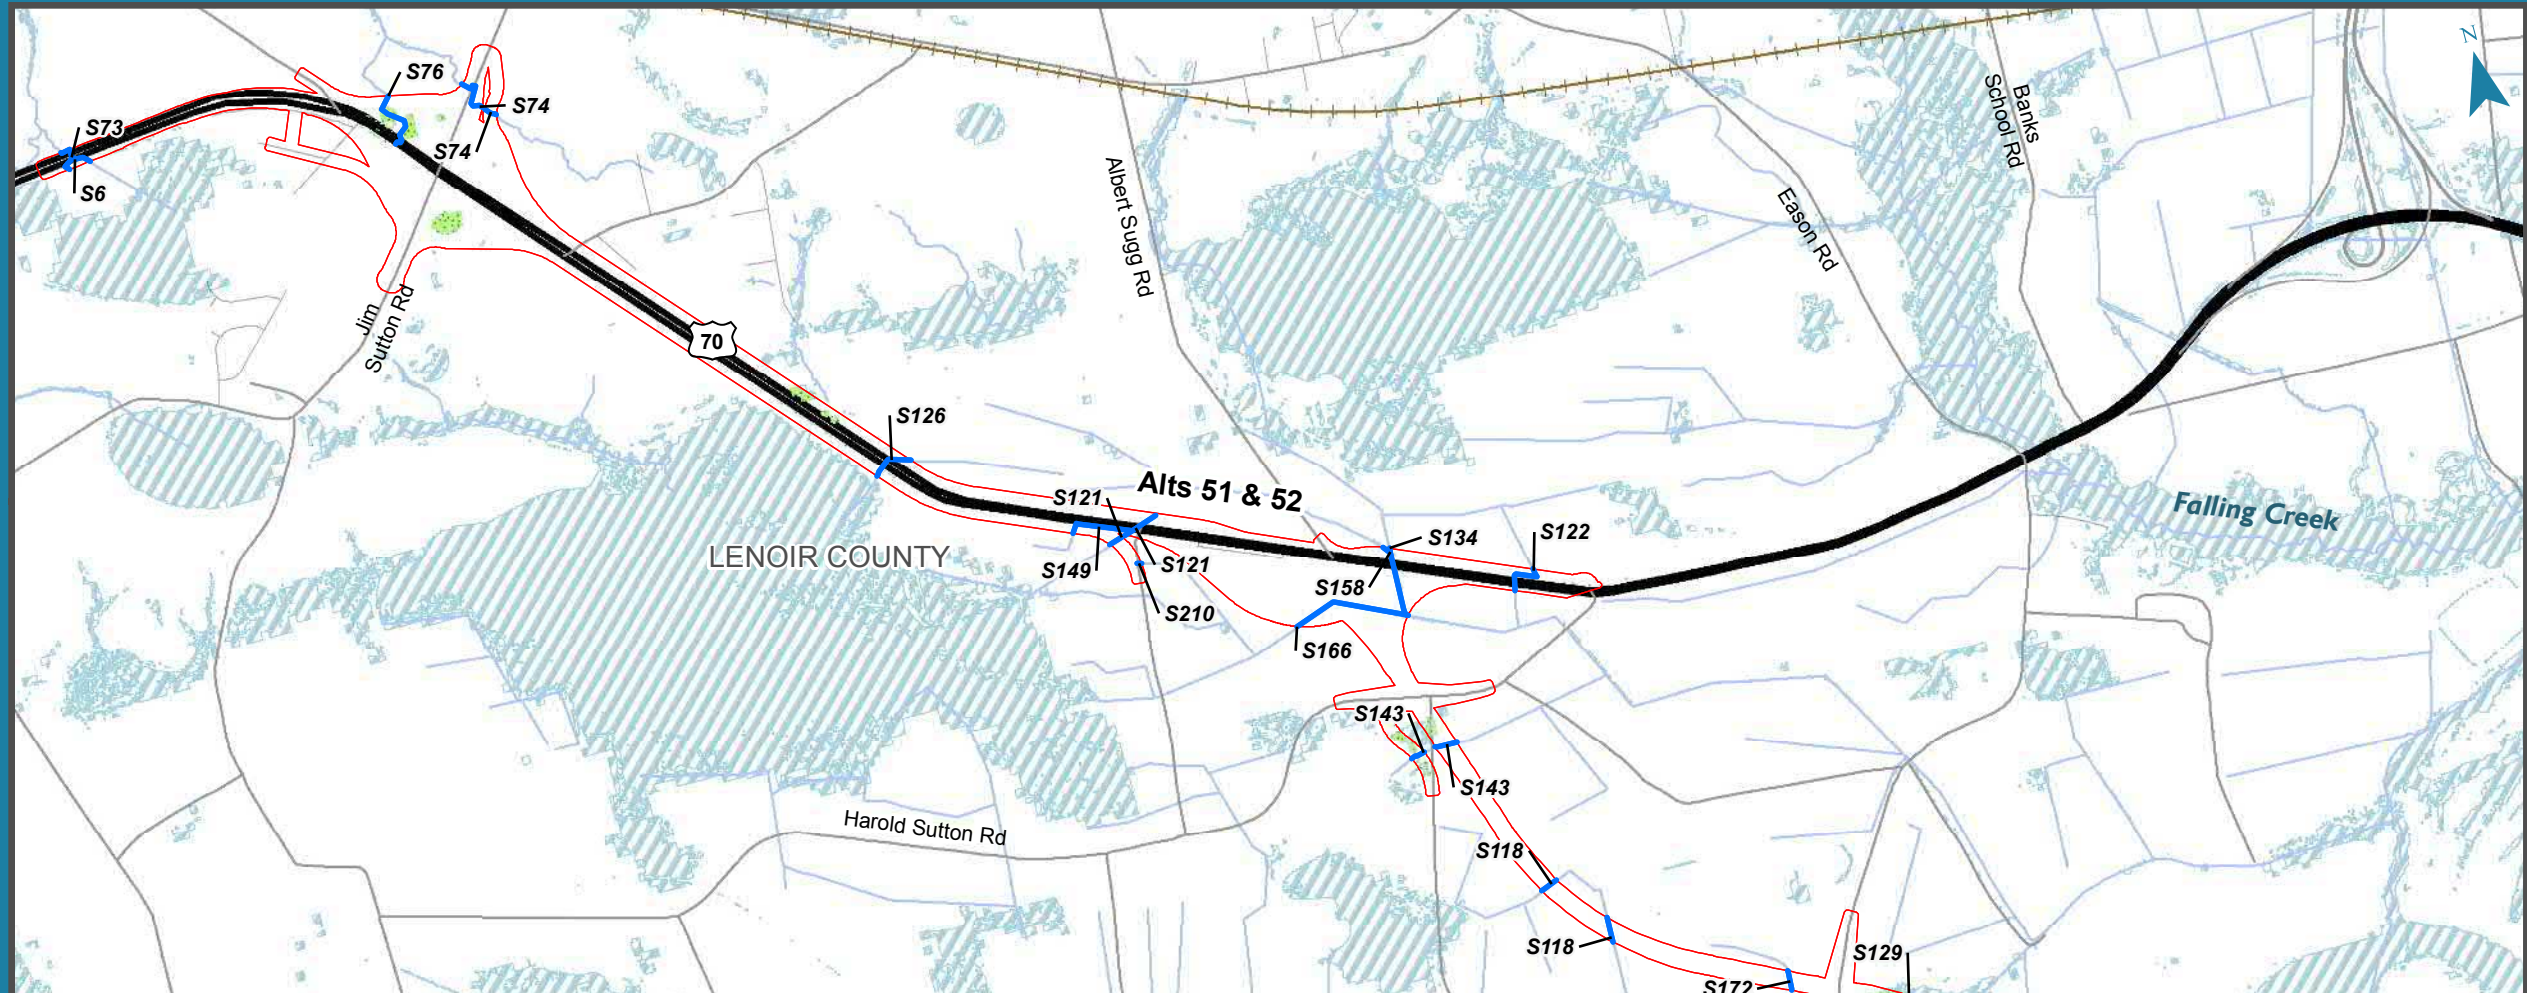 N
S76
S74
S73
S74
S6
Banks
School Rd
Albert Sugg Rd
Eason Rd
Jim
Sutton Rd
70
S126
Alts 51 & 52
S121
Falling Creek
S134
S122
LENOIR COUNTY
S149
S121
S158
S210
S166
S143
S143
Harold Sutton Rd
S118
S118
S129
S172